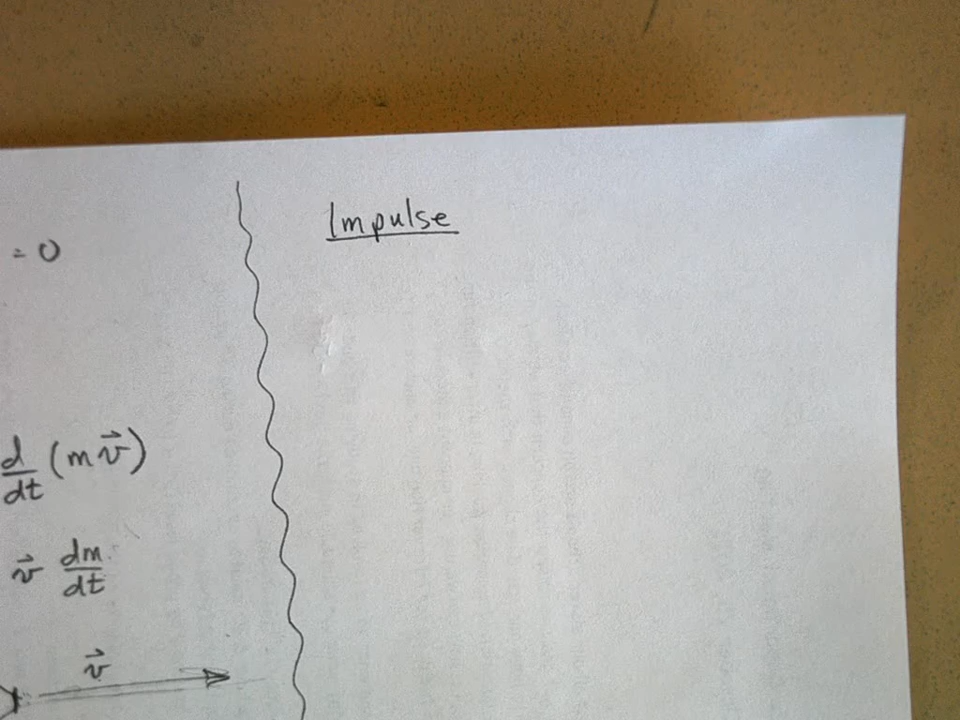 = 0
d/dt (m v⃗)
v⃗ dm/dt
v⃗
Impulse